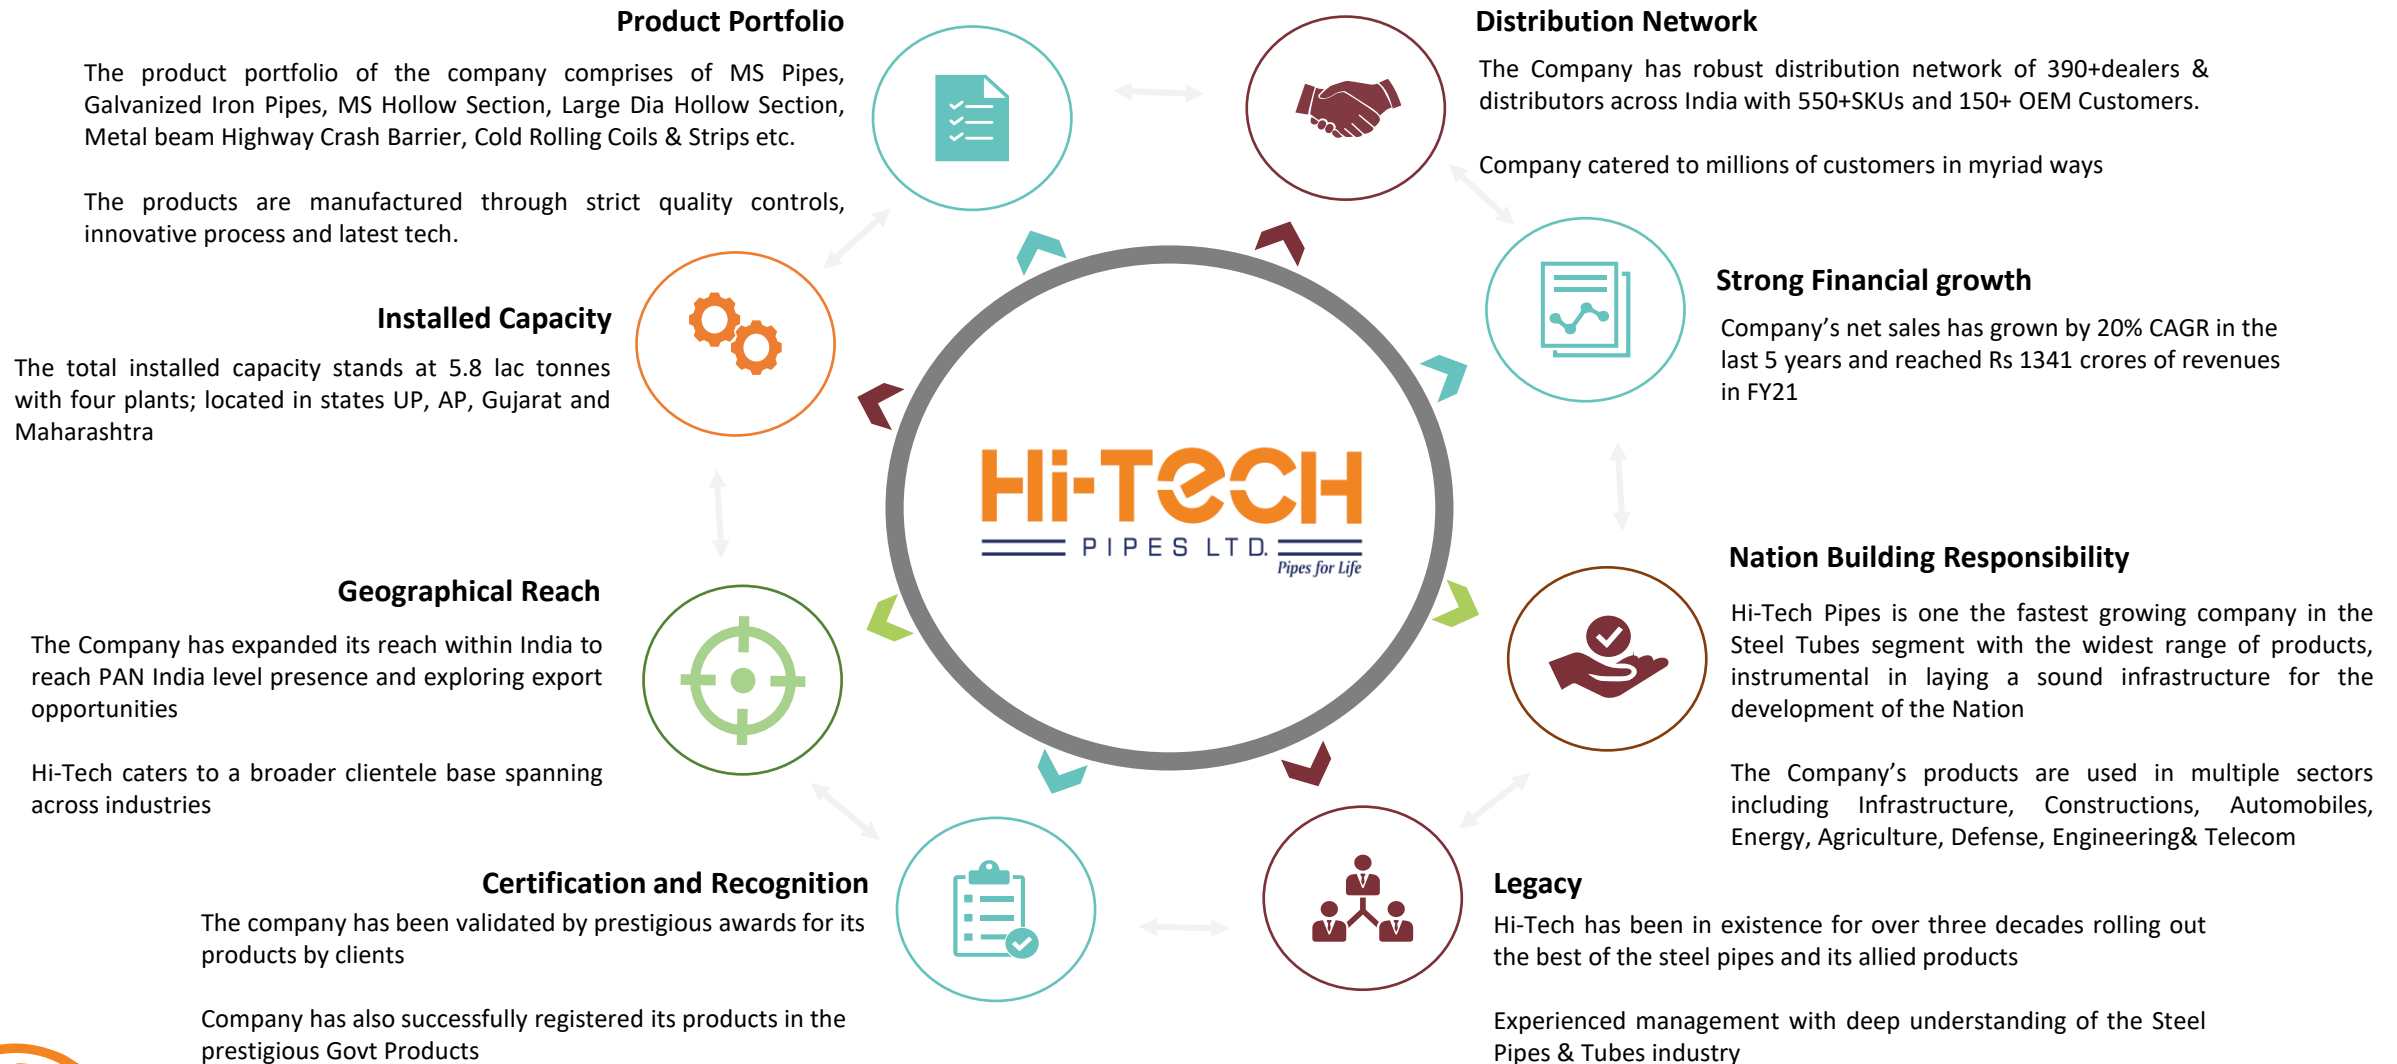 Product Portfolio
The product portfolio of the company comprises of MS Pipes,
Galvanized Iron Pipes, MS Hollow Section, Large Dia Hollow Section,
Metal beam Highway Crash Barrier, Cold Rolling Coils & Strips etc.
The products are manufactured through strict quality controls,
innovative process and latest tech.
Distribution Network
The Company has robust distribution network of 390+dealers &
distributors across India with 550+SKUs and 150+ OEM Customers.
Company catered to millions of customers in myriad ways
Installed Capacity
The total installed capacity stands at 5.8 lac tonnes
with four plants; located in states UP, AP, Gujarat and
Maharashtra
Strong Financial growth
Company’s net sales has grown by 20% CAGR in the
last 5 years and reached Rs 1341 crores of revenues
in FY21
Hi-TECH
PIPES LTD.
Pipes for Life
Geographical Reach
The Company has expanded its reach within India to
reach PAN India level presence and exploring export
opportunities
Hi-Tech caters to a broader clientele base spanning
across industries
Nation Building Responsibility
Hi-Tech Pipes is one the fastest growing company in the
Steel Tubes segment with the widest range of products,
instrumental in laying a sound infrastructure for the
development of the Nation
The Company’s products are used in multiple sectors
including Infrastructure, Constructions, Automobiles,
Energy, Agriculture, Defense, Engineering& Telecom
Certification and Recognition
The company has been validated by prestigious awards for its
products by clients
Company has also successfully registered its products in the
prestigious Govt Products
Legacy
Hi-Tech has been in existence for over three decades rolling out
the best of the steel pipes and its allied products
Experienced management with deep understanding of the Steel
Pipes & Tubes industry